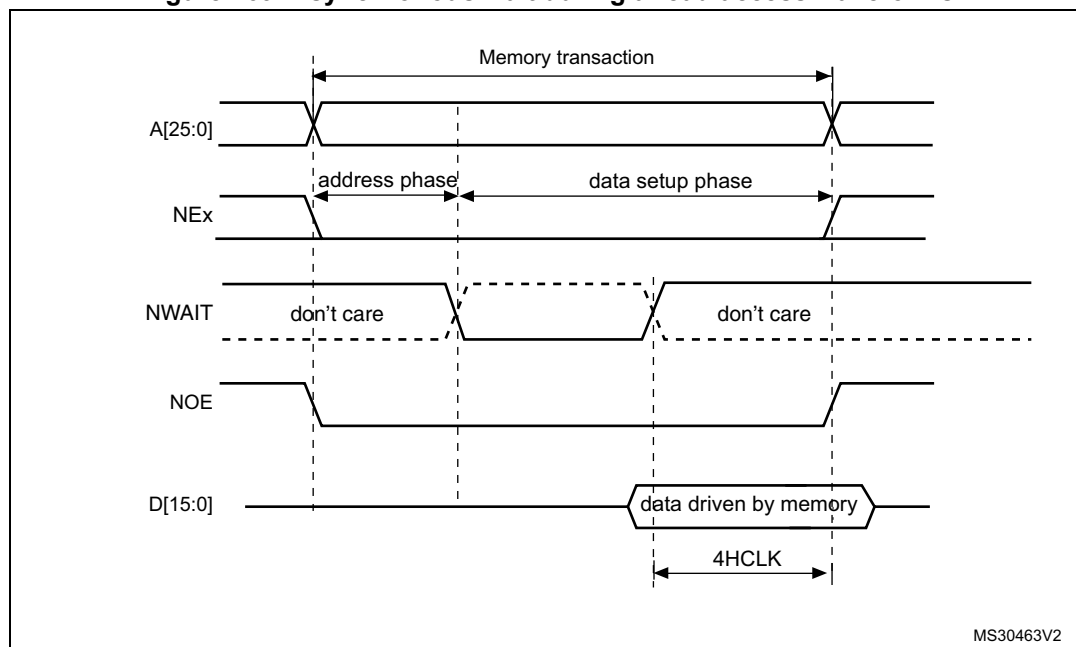 Memory transaction
A[25:0]
address phase
data setup phase
NEx
NWAIT
don't care
don't care
NOE
D[15:0]
data driven by memory
4HCLK
MS30463V2